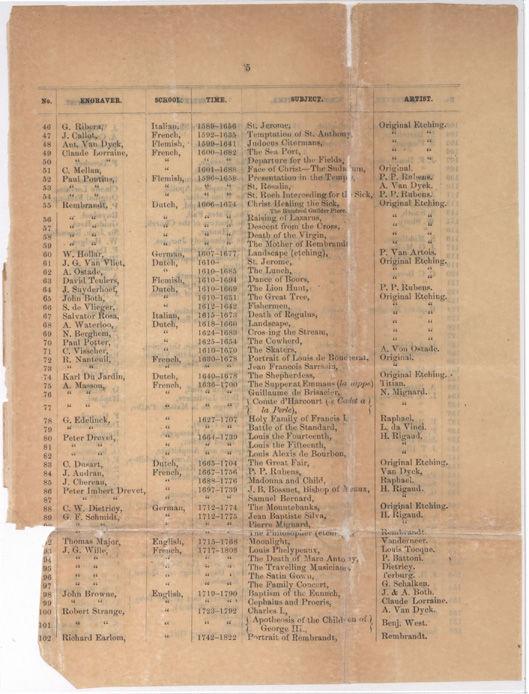 5
No. ENGRAVER. SCHOOL. TIME. SUBJECT. ARTIST.
46 G. Ribera, Italian, 1589-1656 St. Jerome, Original Etching.
47 J. Callot, French, 1592-1635 Temptation of St. Anthony, " "
48 Ant. Van Dyck, Flemish, 1599-1641 Judocus Citermans, " "
49 Claude Lorraine, French, 1600-1682 The Sea Port, " "
50 " " " " Departure for the Fields, " "
51 C. Mellan, " 1601-1688 Face of Christ—The Sudarium, Original.
52 Paul Pontius, Flemish, 1596-1658 Presentation in the Temple, P. P. Rubens.
53 " " " " St. Rosalin, A. Van Dyck.
54 " " " " St. Roch Interceding for the Sick, P. P. Rubens.
55 Rembrandt, Dutch, 1606-1674 Christ Healing the Sick, Original Etching.
The Hundred Guilder Piece.
56 " " " Raising of Lazarus, " "
57 " " " Descent from the Cross, " "
58 " " " Death of the Virgin, " "
59 " " " The Mother of Rembrandt " "
60 W. Hollar, German, 1607-1677 Landscape (etching), P. Van Artois.
61 J. G. Van Vliet, Dutch, 1610- St. Jerome, Original Etching.
62 A. Ostade, " 1610-1685 The Lunch, " "
63 David Teniers, Flemish, 1610-1694 Dance of Boors, " "
64 J. Suyderhoef, Dutch, 1610- The Lion Hunt, P. P. Rubens.
65 John Both, " 1610-1651 The Great Tree, Original Etching.
66 S. de Vlieger, " 1612-1642 Fishermen, " "
67 Salvator Rosa, Italian, 1615-1673 Death of Regulus, " "
68 A. Waterloo, Dutch, 1618-1660 Landscape, " "
69 N. Berghem, " 1624-1683 Crossing the Stream, " "
70 Paul Potter, " 1625-1654 The Cowherd, " "
71 C. Visscher, " 1610-1670 The Skaters, A. Von Ostade.
72 R. Nanteuil, French, 1630-1678 Portrait of Louis de Boucherat, Original.
73 " " " " Jean Francois Sarrasin, "
74 Karl Du Jardin, Dutch, 1640-1678 The Shepherdess, Original Etching.
75 A. Masson, French, 1636-1700 The Supper at Emmaus (la nappe) Titian.
76 " " " " Guillaume de Brisacier, N. Mignard.
77 " " " " { Comte d'Harcourt (le Cadet a }
{ la Perle), }
78 G. Edelinck, " 1627-1707 Holy Family of Francis I. Raphael.
79 " " " " Battle of the Standard, L. da Vinci.
80 Peter Drevet, " 1664-1739 Louis the Fourteenth, H. Rigaud.
81 " " " " Louis the Fifteenth, "
82 " " " " Louis Alexis de Bourbon, "
83 C. Dusart, Dutch, 1665-1704 The Great Fair, Original Etching.
84 J. Audran, French, 1667-1756 P. P. Rubens, Van Dyck,
85 J. Chereau, " 1688-1776 Madonna and Child, Raphael.
86 Peter Imbert Drevet, " 1697-1739 J. B. Bossuet, Bishop of Meaux, H. Rigaud.
87 " " " " Samuel Bernard, "
88 C. W. Dietricy, German, 1712-1774 The Mountebanks, Original Etching.
89 G. F. Schmidt, " 1712-1775 Jean Baptiste Silva, H. Rigaud.
" " " " Pierre Mignard, "
The Philosopher Rembrandt.
92 Thomas Major, English, 1715-1768 Moonlight, Vanderneer.
93 J. G. Wille, French, 1717-1808 Louis Phelypeaux, Louis Tocque.
94 " " " " The Death of Marc Antony, P. Battoni.
95 " " " " The Travelling Musicians Dietricy.
96 " " " " The Satin Gown, Terburg.
97 " " " " The Family Concert, G. Schalken.
98 John Browne, English, 1719-1790 Baptism of the Eunuch, J. & A. Both.
99 " " " " Cephalus and Procris, Claude Lorraine.
100 Robert Strange, " 1723-1792 Charles I., A. Van Dyck.
101 " " " " { Apotheosis of the Children of } Benj. West.
{ George III., }
102 Richard Earlom, " 1742-1822 Portrait of Rembrandt, Rembrandt.